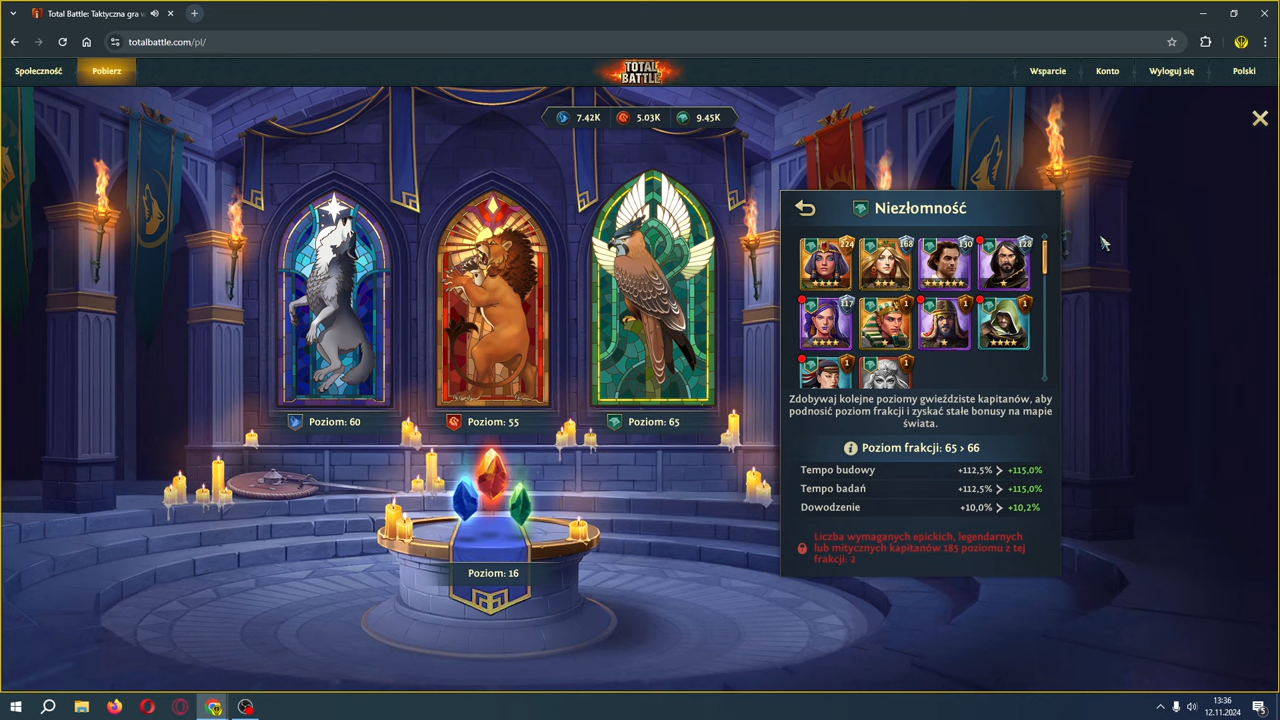 Total Battle: Taktyczna gra w
totalbattle.com/pl/
Społeczność
Pobierz
TOTAL
BATTLE
Wsparcie
Konto
Wyloguj się
Polski
7.42K
5.03K
9.45K
Niezłomność
224
168
130
128
117
1
1
1
1
1
Zdobywaj kolejne poziomy gwieździste kapitanów, aby
podnosić poziom frakcji i zyskać stałe bonusy na mapie
świata.
Poziom: 60
Poziom: 55
Poziom: 65
Poziom frakcji: 65 > 66
Tempo budowy +112,5% > +115,0%
Tempo badań +112,5% > +115,0%
Dowodzenie +10,0% > +10,2%
Liczba wymaganych epickich, legendarnych
lub mitycznych kapitanów 185 poziomu z tej
frakcji: 2
Poziom: 16
13:36
12.11.2024
5